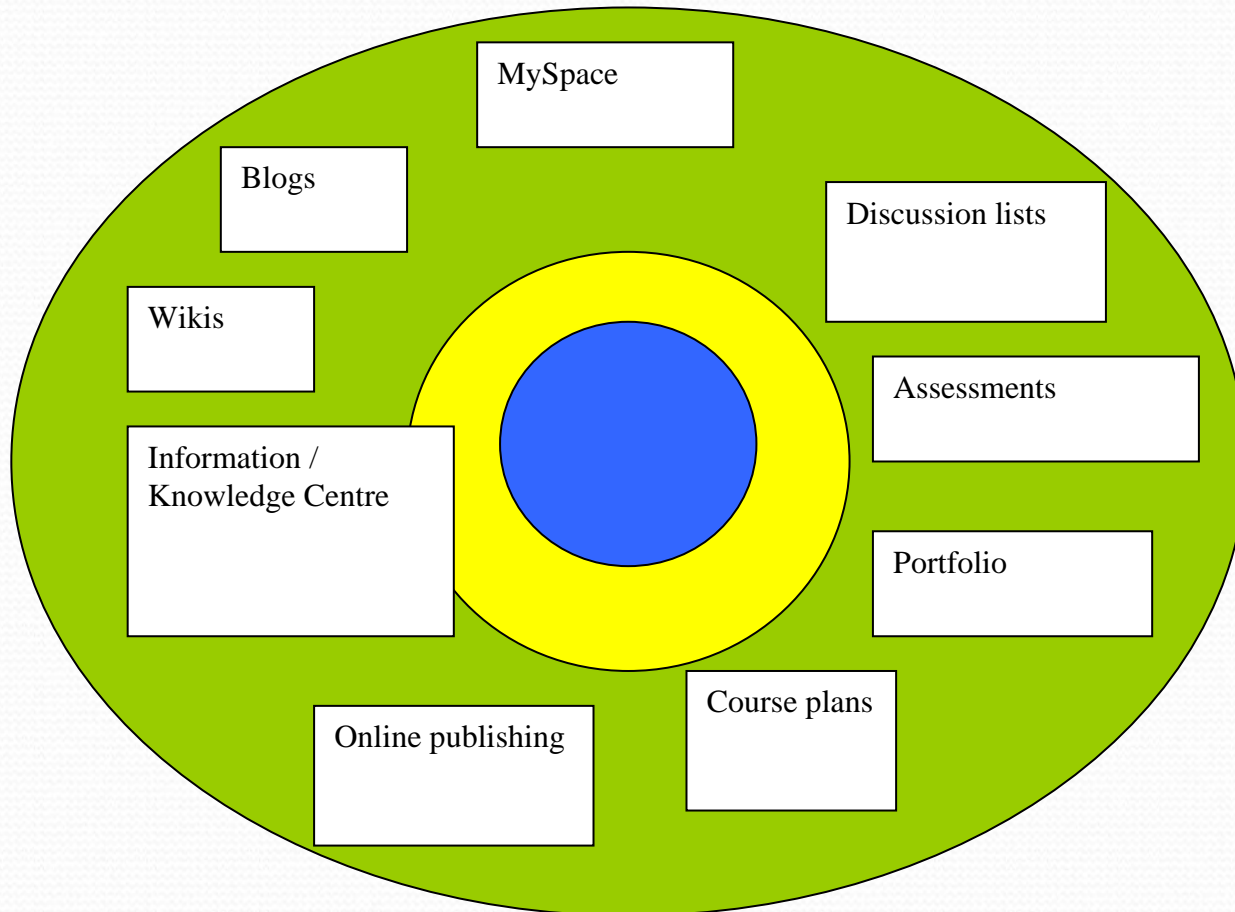 MySpace
Blogs
Discussion lists
Wikis
Assessments
Information /
Knowledge Centre
Portfolio
Course plans
Online publishing